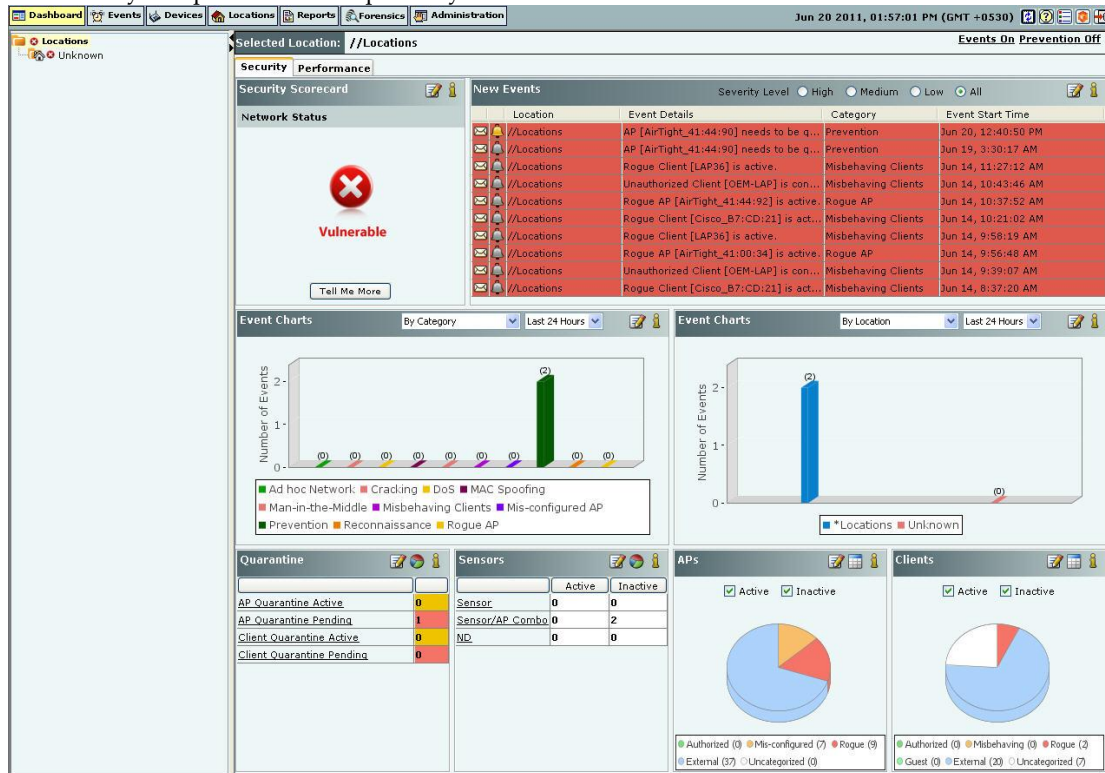 Dashboard Events Devices Locations Reports Forensics Administration Jun 20 2011, 01:57:01 PM (GMT +0530)
Locations
Unknown
Selected Location: //Locations Events On Prevention Off
Security Performance
Security Scorecard
Network Status
Vulnerable
Tell Me More
New Events Severity Level High Medium Low All
Location Event Details Category Event Start Time
//Locations AP [AirTight_41:44:90] needs to be q... Prevention Jun 20, 12:40:50 PM
//Locations AP [AirTight_41:44:90] needs to be q... Prevention Jun 19, 3:30:17 AM
//Locations Rogue Client [LAP36] is active. Misbehaving Clients Jun 14, 11:27:12 AM
//Locations Unauthorized Client [OEM-LAP] is con... Misbehaving Clients Jun 14, 10:43:46 AM
//Locations Rogue AP [AirTight_41:44:92] is active. Rogue AP Jun 14, 10:37:52 AM
//Locations Rogue Client [Cisco_B7:CD:21] is act... Misbehaving Clients Jun 14, 10:21:02 AM
//Locations Rogue Client [LAP36] is active. Misbehaving Clients Jun 14, 9:58:19 AM
//Locations Rogue AP [AirTight_41:00:34] is active. Rogue AP Jun 14, 9:56:48 AM
//Locations Unauthorized Client [OEM-LAP] is con... Misbehaving Clients Jun 14, 9:39:07 AM
//Locations Rogue Client [Cisco_B7:CD:21] is act... Misbehaving Clients Jun 14, 8:37:20 AM
Event Charts By Category Last 24 Hours
Number of Events
2
1
0
(0) (0) (0) (0) (0) (0) (0) (2) (0) (0)
Ad hoc Network Cracking DoS MAC Spoofing
Man-in-the-Middle Misbehaving Clients Mis-configured AP
Prevention Reconnaissance Rogue AP
Event Charts By Location Last 24 Hours
Number of Events
2
1
0
(2) (0)
*Locations Unknown
Quarantine
AP Quarantine Active 0
AP Quarantine Pending 1
Client Quarantine Active 0
Client Quarantine Pending 0
Sensors
Active Inactive
Sensor 0 0
Sensor/AP Combo 0 2
ND 0 0
APs
Active Inactive
Authorized (0) Mis-configured (7) Rogue (9)
External (37) Uncategorized (0)
Clients
Active Inactive
Authorized (0) Misbehaving (0) Rogue (2)
Guest (0) External (20) Uncategorized (7)